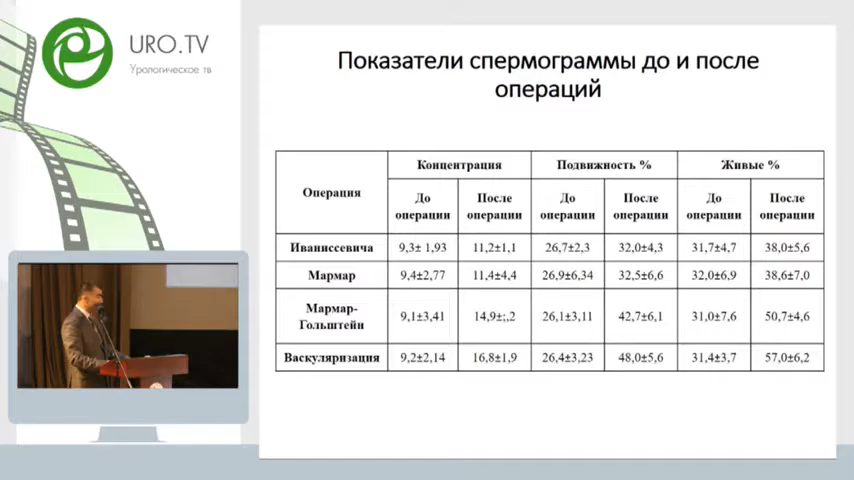 URO.TV
Урологическое тв
Показатели спермограммы до и после
операций
Операция
Концентрация
Подвижность %
Живые %
До
операции
После
операции
До
операции
После
операции
До
операции
После
операции
Иваниссевича 9,3± 1,93 11,2±1,1 26,7±2,3 32,0±4,3 31,7±4,7 38,0±5,6
Мармар 9,4±2,77 11,4±4,4 26,9±6,34 32,5±6,6 32,0±6,9 38,6±7,0
Мармар-
Гольштейн 9,1±3,41 14,9±;,2 26,1±3,11 42,7±6,1 31,0±7,6 50,7±4,6
Васкуляризация 9,2±2,14 16,8±1,9 26,4±3,23 48,0±5,6 31,4±3,7 57,0±6,2